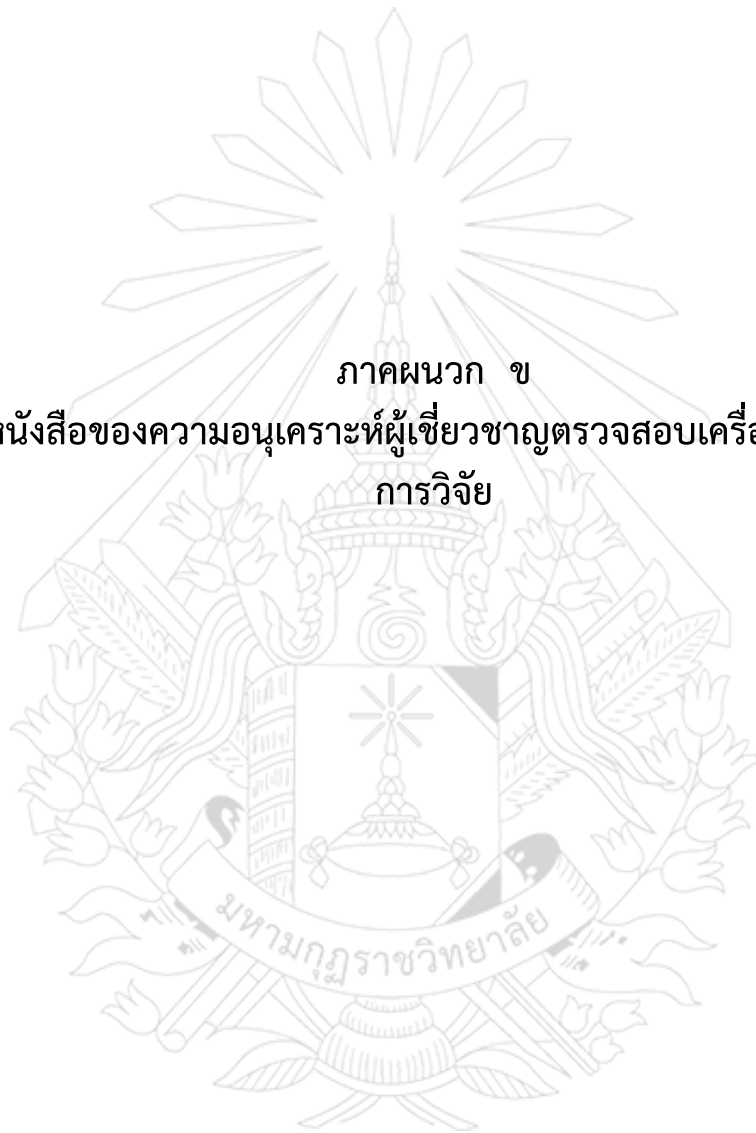 ภาคผนวก ข
นังสือของความอนุเคราะห์ผู้เชี่ยวชาญตรวจสอบเครื่อ
การวิจัย
มหามกุฏราชวิทยาลัย